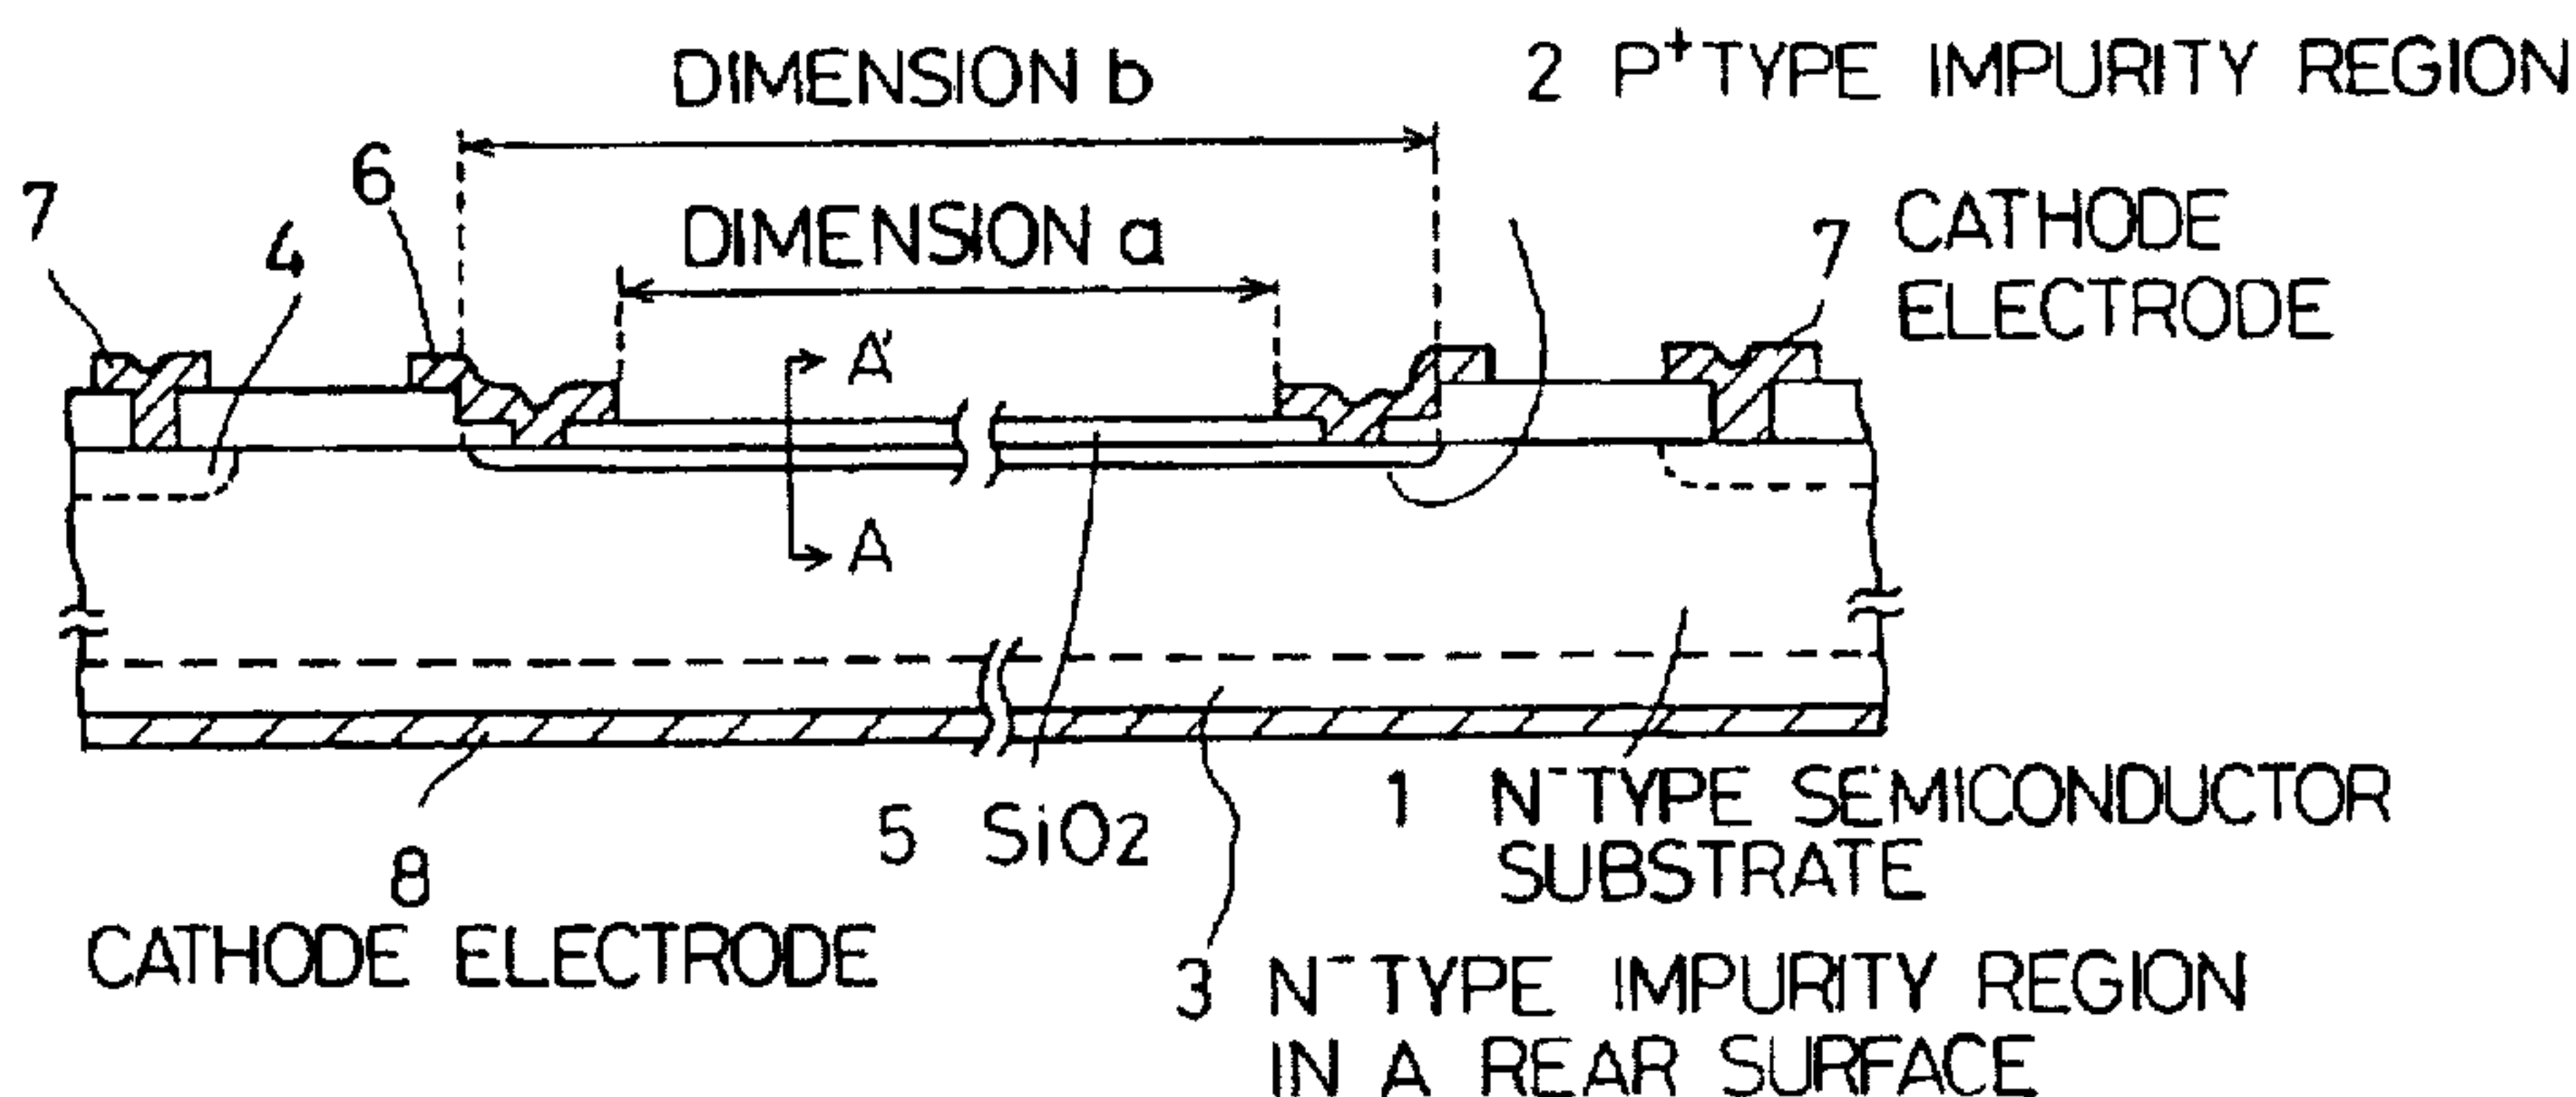 DIMENSION b
2 P+ TYPE IMPURITY REGION
6
7
4
DIMENSION a
7 CATHODE
ELECTRODE
A'
A
1 N- TYPE SEMICONDUCTOR
SUBSTRATE
5 SiO2
8
CATHODE ELECTRODE
3 N- TYPE IMPURITY REGION
IN A REAR SURFACE